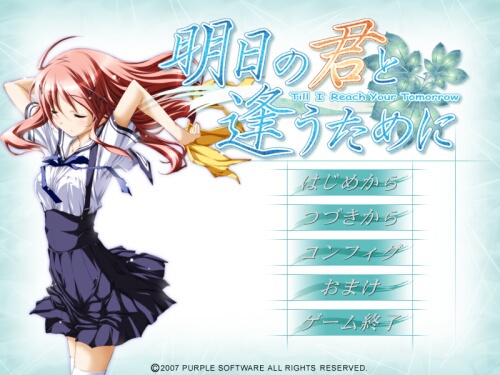 明日の君と
逢うために
Till I Reach Your Tomorrow
はじめから
つづきから
コンフィグ
おまけ
ゲーム終了
©2007 PURPLE SOFTWARE ALL RIGHTS RESERVED.